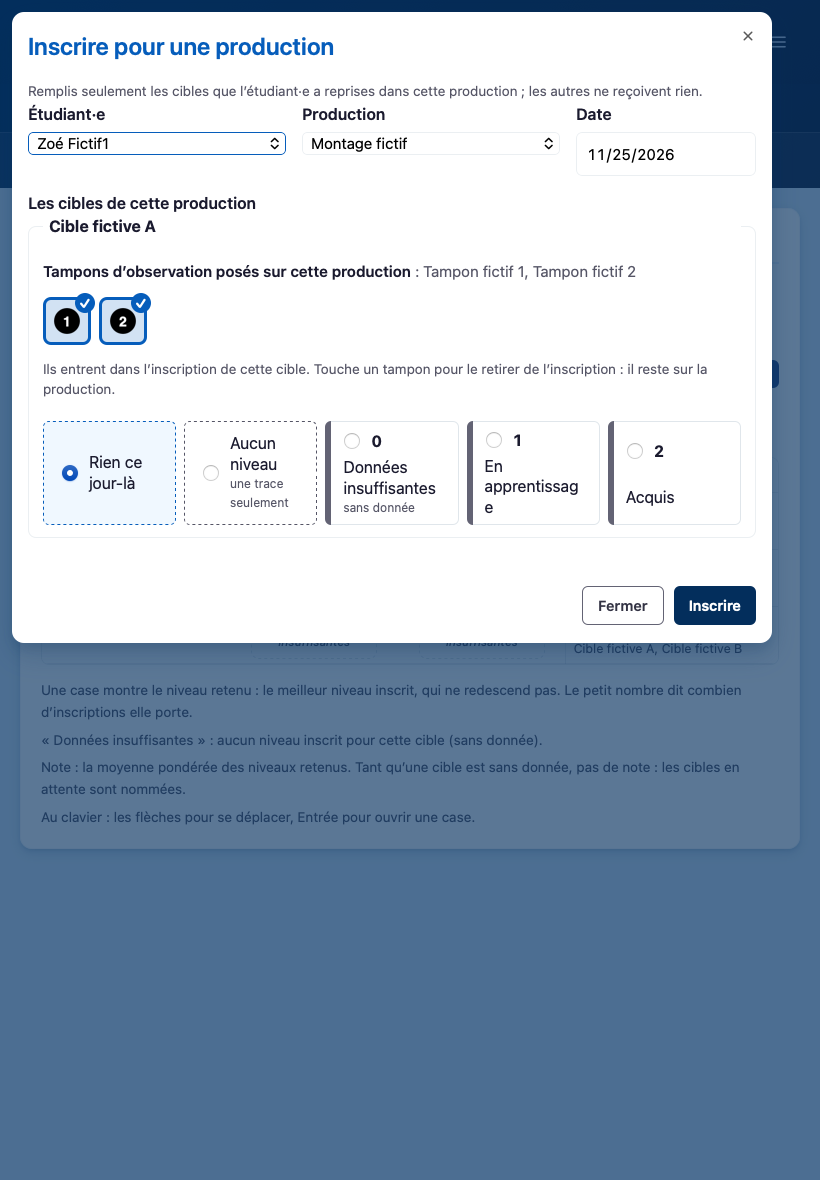 Inscrire pour une production
×
Remplis seulement les cibles que l’étudiant·e a reprises dans cette production ; les autres ne reçoivent rien.
Étudiant·e
Production
Date
Zoé Fictif1
Montage fictif
11/25/2026
Les cibles de cette production
Cible fictive A
Tampons d’observation posés sur cette production : Tampon fictif 1, Tampon fictif 2
1
2
Ils entrent dans l’inscription de cette cible. Touche un tampon pour le retirer de l’inscription : il reste sur la
production.
Rien ce
jour-là
Aucun
niveau
une trace
seulement
0
Données
insuffisantes
sans donnée
1
En
apprentissag
e
2
Acquis
Fermer
Inscrire
insuffisantes
insuffisantes
Cible fictive A, Cible fictive B
Une case montre le niveau retenu : le meilleur niveau inscrit, qui ne redescend pas. Le petit nombre dit combien
d’inscriptions elle porte.
« Données insuffisantes » : aucun niveau inscrit pour cette cible (sans donnée).
Note : la moyenne pondérée des niveaux retenus. Tant qu’une cible est sans donnée, pas de note : les cibles en
attente sont nommées.
Au clavier : les flèches pour se déplacer, Entrée pour ouvrir une case.